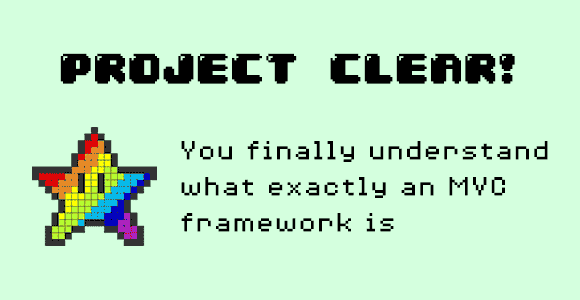 PROJECT CLEAR!
You finally understand
what exactly an MVC
framework is